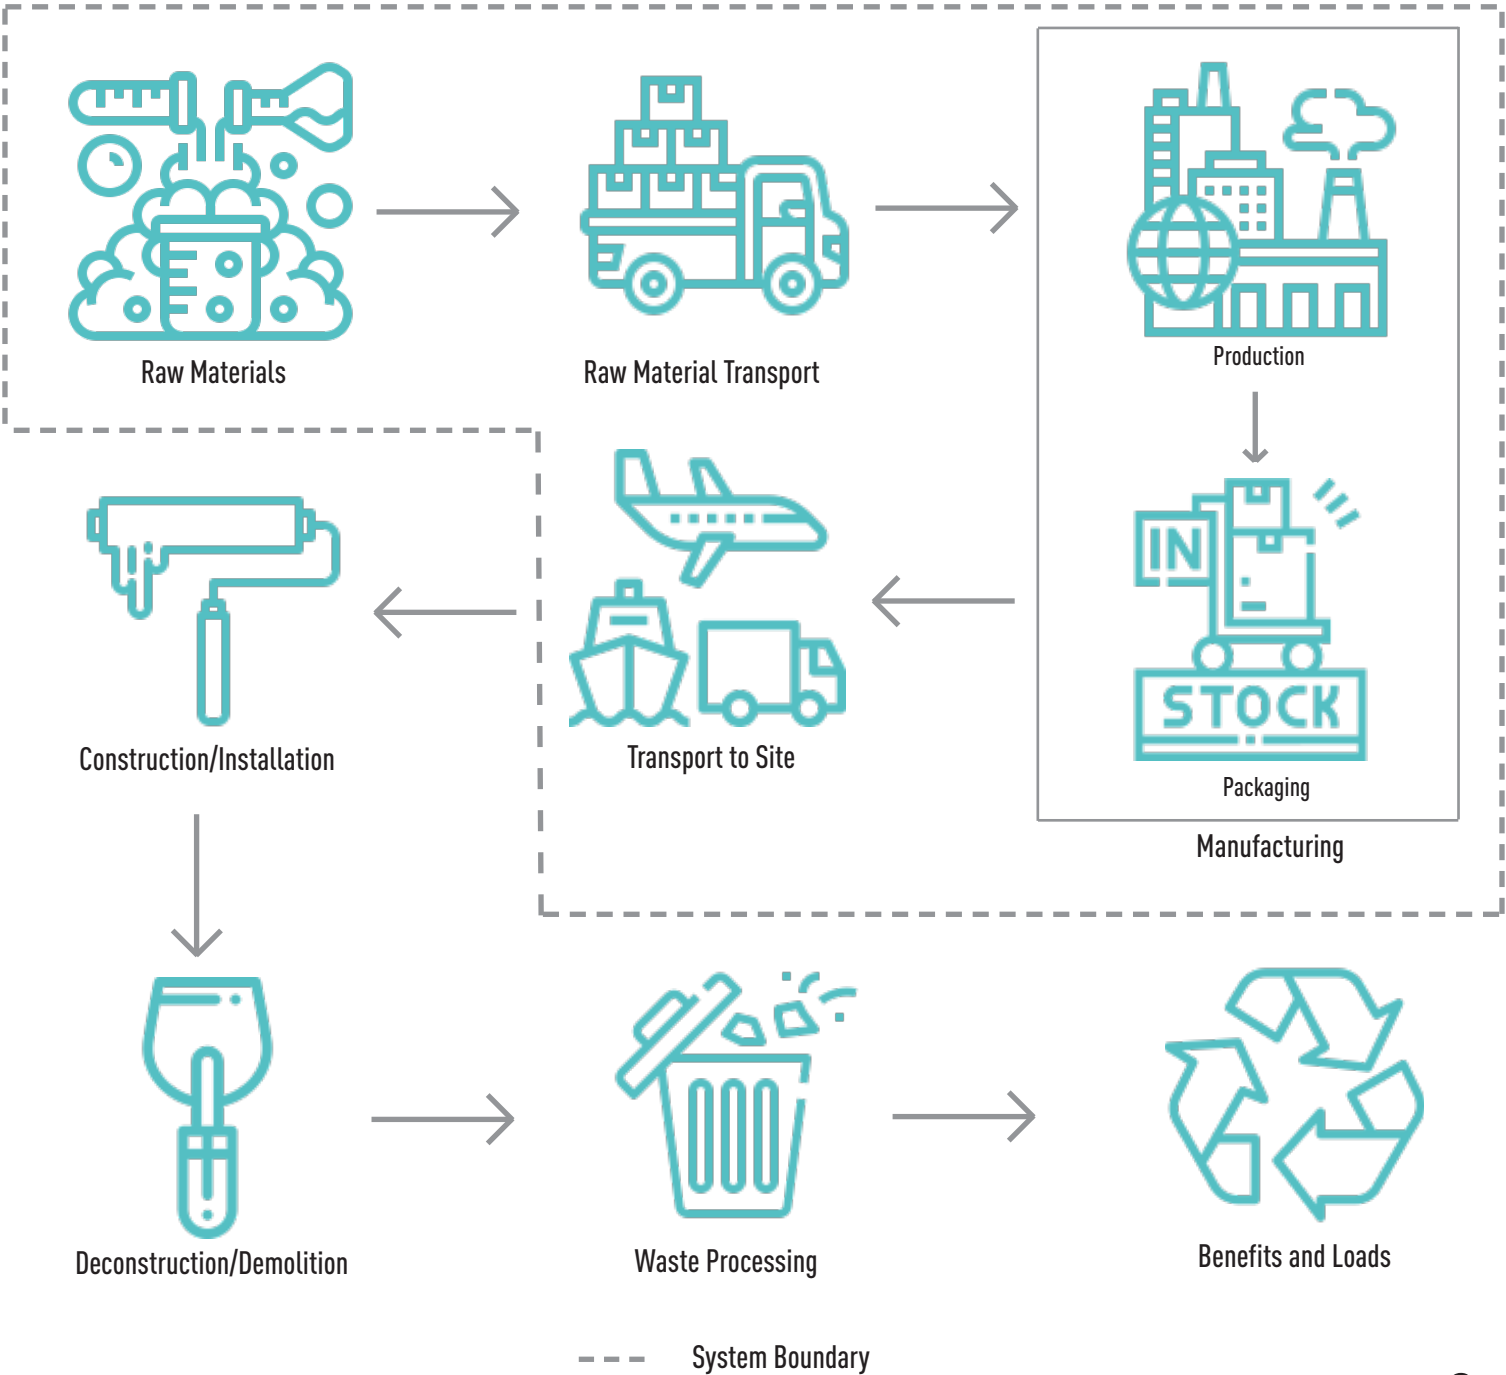 Raw Materials
Raw Material Transport
Production
IN
STOCK
Packaging
Manufacturing
Transport to Site
Construction/Installation
Deconstruction/Demolition
Waste Processing
Benefits and Loads
System Boundary